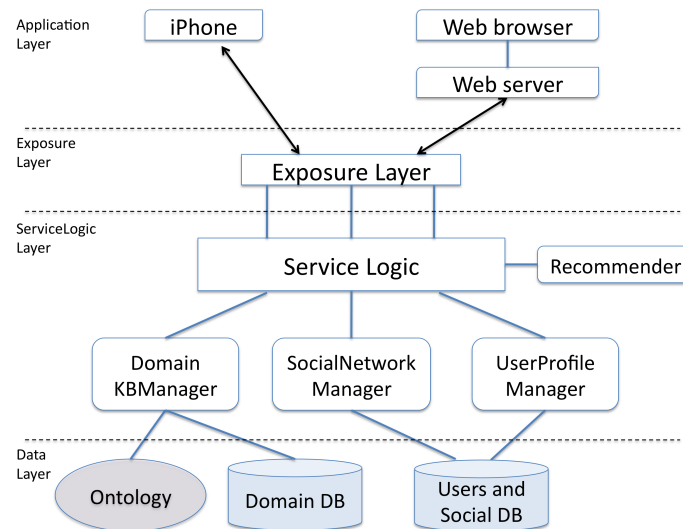 Application
Layer
iPhone
Web browser
Web server
Exposure
Layer
Exposure Layer
ServiceLogic
Layer
Service Logic
Recommender
Domain
KBManager
SocialNetwork
Manager
UserProfile
Manager
Data
Layer
Ontology
Domain DB
Users and
Social DB